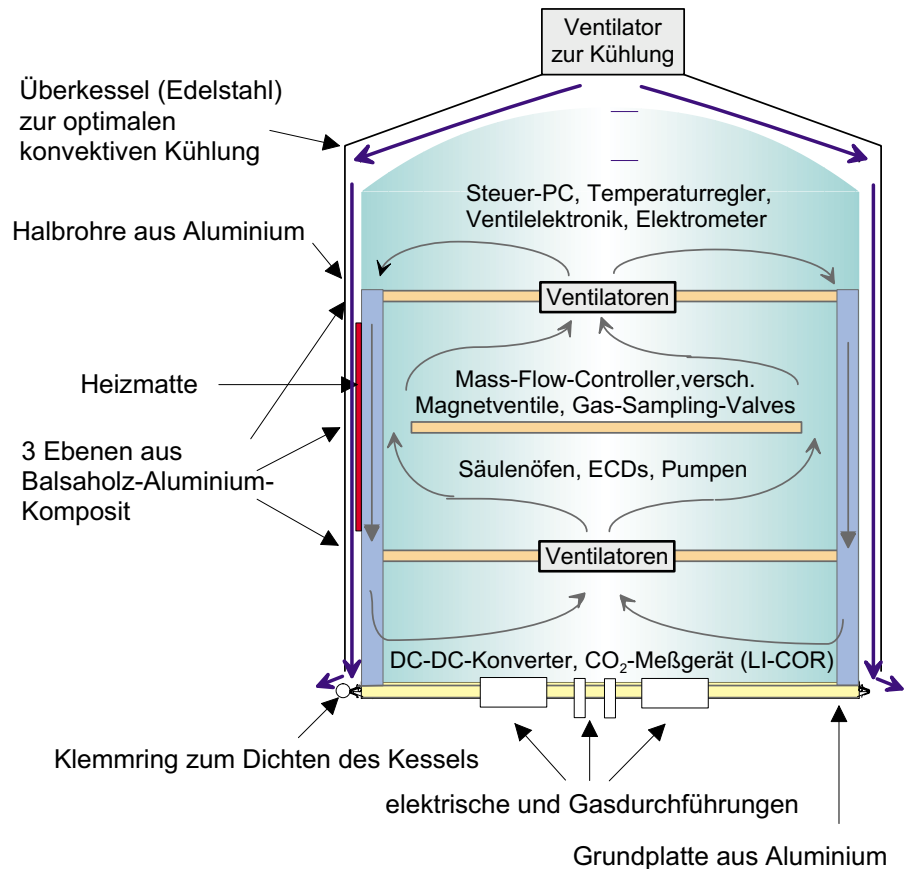 Ventilator
zur Kühlung
Überkessel (Edelstahl)
zur optimalen
konvektiven Kühlung
Steuer-PC, Temperaturregler,
Ventilelektronik, Elektrometer
Halbrohre aus Aluminium
Ventilatoren
Heizmatte
Mass-Flow-Controller,versch.
Magnetventile, Gas-Sampling-Valves
3 Ebenen aus
Balsaholz-Aluminium-
Komposit
Säulenöfen, ECDs, Pumpen
Ventilatoren
DC-DC-Konverter, CO₂-Meßgerät (LI-COR)
Klemmring zum Dichten des Kessels
elektrische und Gasdurchführungen
Grundplatte aus Aluminium